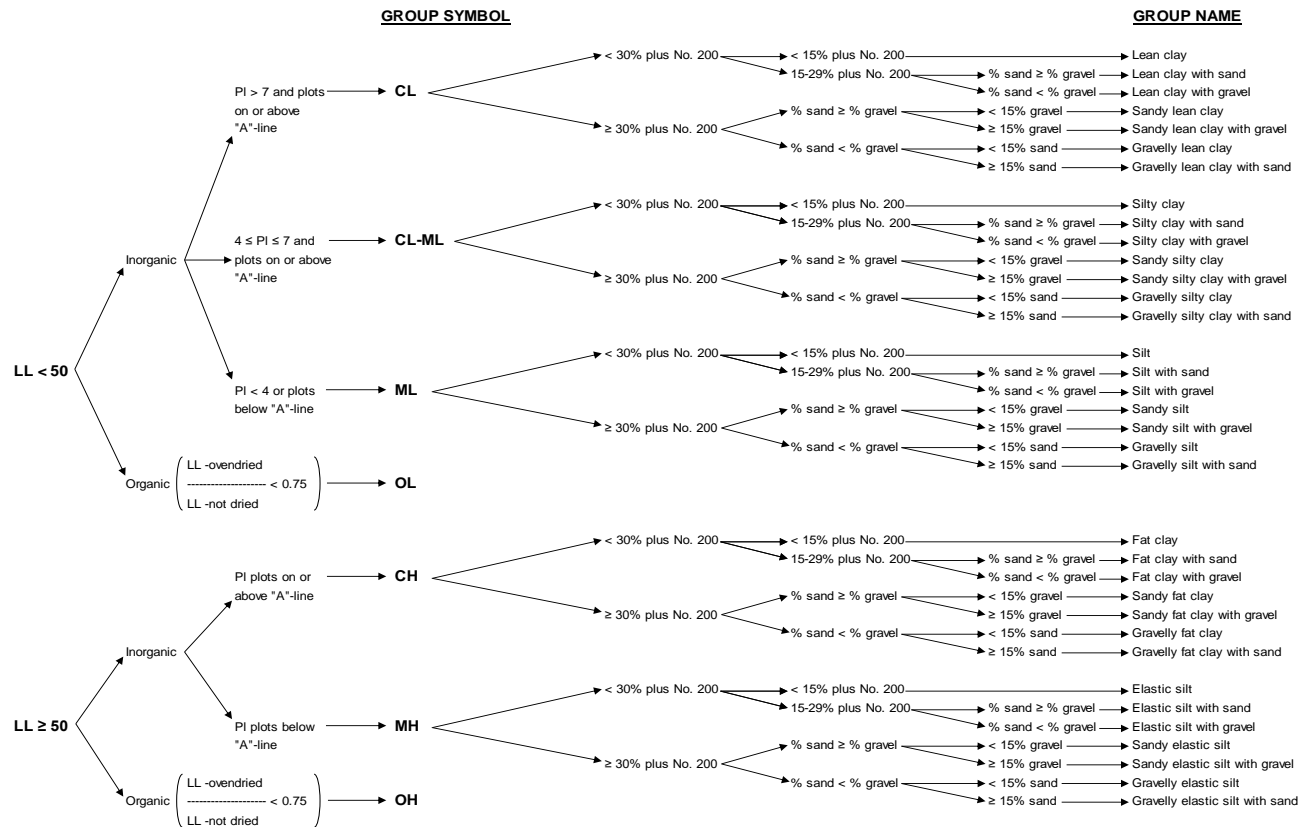 GROUP SYMBOL GROUP NAME
< 30% plus No. 200 < 15% plus No. 200 Lean clay
15-29% plus No. 200 % sand ≥ % gravel Lean clay with sand
PI > 7 and plots
on or above
"A"-line
CL
% sand < % gravel Lean clay with gravel
≥ 30% plus No. 200 % sand ≥ % gravel < 15% gravel Sandy lean clay
≥ 15% gravel Sandy lean clay with gravel
% sand < % gravel < 15% sand Gravelly lean clay
≥ 15% sand Gravelly lean clay with sand
< 30% plus No. 200 < 15% plus No. 200 Silty clay
15-29% plus No. 200 % sand ≥ % gravel Silty clay with sand
4 ≤ PI ≤ 7 and
plots on or above
"A"-line
CL-ML
% sand < % gravel Silty clay with gravel
Inorganic
≥ 30% plus No. 200 % sand ≥ % gravel < 15% gravel Sandy silty clay
≥ 15% gravel Sandy silty clay with gravel
% sand < % gravel < 15% sand Gravelly silty clay
≥ 15% sand Gravelly silty clay with sand
LL < 50
< 30% plus No. 200 < 15% plus No. 200 Silt
15-29% plus No. 200 % sand ≥ % gravel Silt with sand
PI < 4 or plots
below "A"-line
ML
% sand < % gravel Silt with gravel
≥ 30% plus No. 200 % sand ≥ % gravel < 15% gravel Sandy silt
≥ 15% gravel Sandy silt with gravel
% sand < % gravel < 15% sand Gravelly silt
≥ 15% sand Gravelly silt with sand
LL -ovendried
Organic -------------------- < 0.75 OL
LL -not dried
< 30% plus No. 200 < 15% plus No. 200 Fat clay
15-29% plus No. 200 % sand ≥ % gravel Fat clay with sand
PI plots on or
above "A"-line
CH
% sand < % gravel Fat clay with gravel
≥ 30% plus No. 200 % sand ≥ % gravel < 15% gravel Sandy fat clay
≥ 15% gravel Sandy fat clay with gravel
% sand < % gravel < 15% sand Gravelly fat clay
≥ 15% sand Gravelly fat clay with sand
Inorganic
LL ≥ 50
< 30% plus No. 200 < 15% plus No. 200 Elastic silt
15-29% plus No. 200 % sand ≥ % gravel Elastic silt with sand
PI plots below
"A"-line
MH
% sand < % gravel Elastic silt with gravel
≥ 30% plus No. 200 % sand ≥ % gravel < 15% gravel Sandy elastic silt
≥ 15% gravel Sandy elastic silt with gravel
% sand < % gravel < 15% sand Gravelly elastic silt
≥ 15% sand Gravelly elastic silt with sand
LL -ovendried
Organic -------------------- < 0.75 OH
LL -not dried